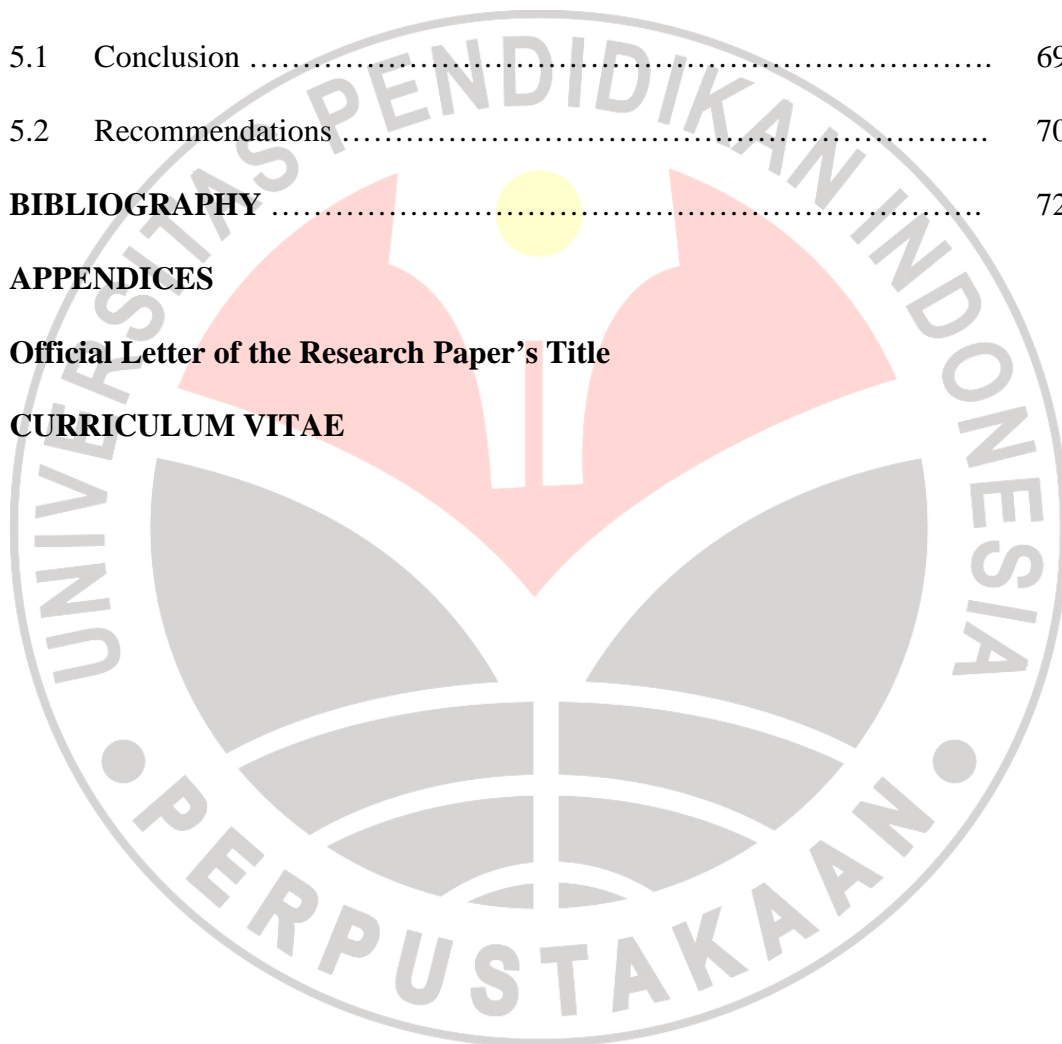 5.1 Conclusion ……………………………………………………………. 69
5.2 Recommendations ……………………………………………………. 70
BIBLIOGRAPHY …………………………………………………………. 72
APPENDICES
Official Letter of the Research Paper’s Title
CURRICULUM VITAE
UNIVERSITAS PENDIDIKAN INDONESIA
PERPUSTAKAAN